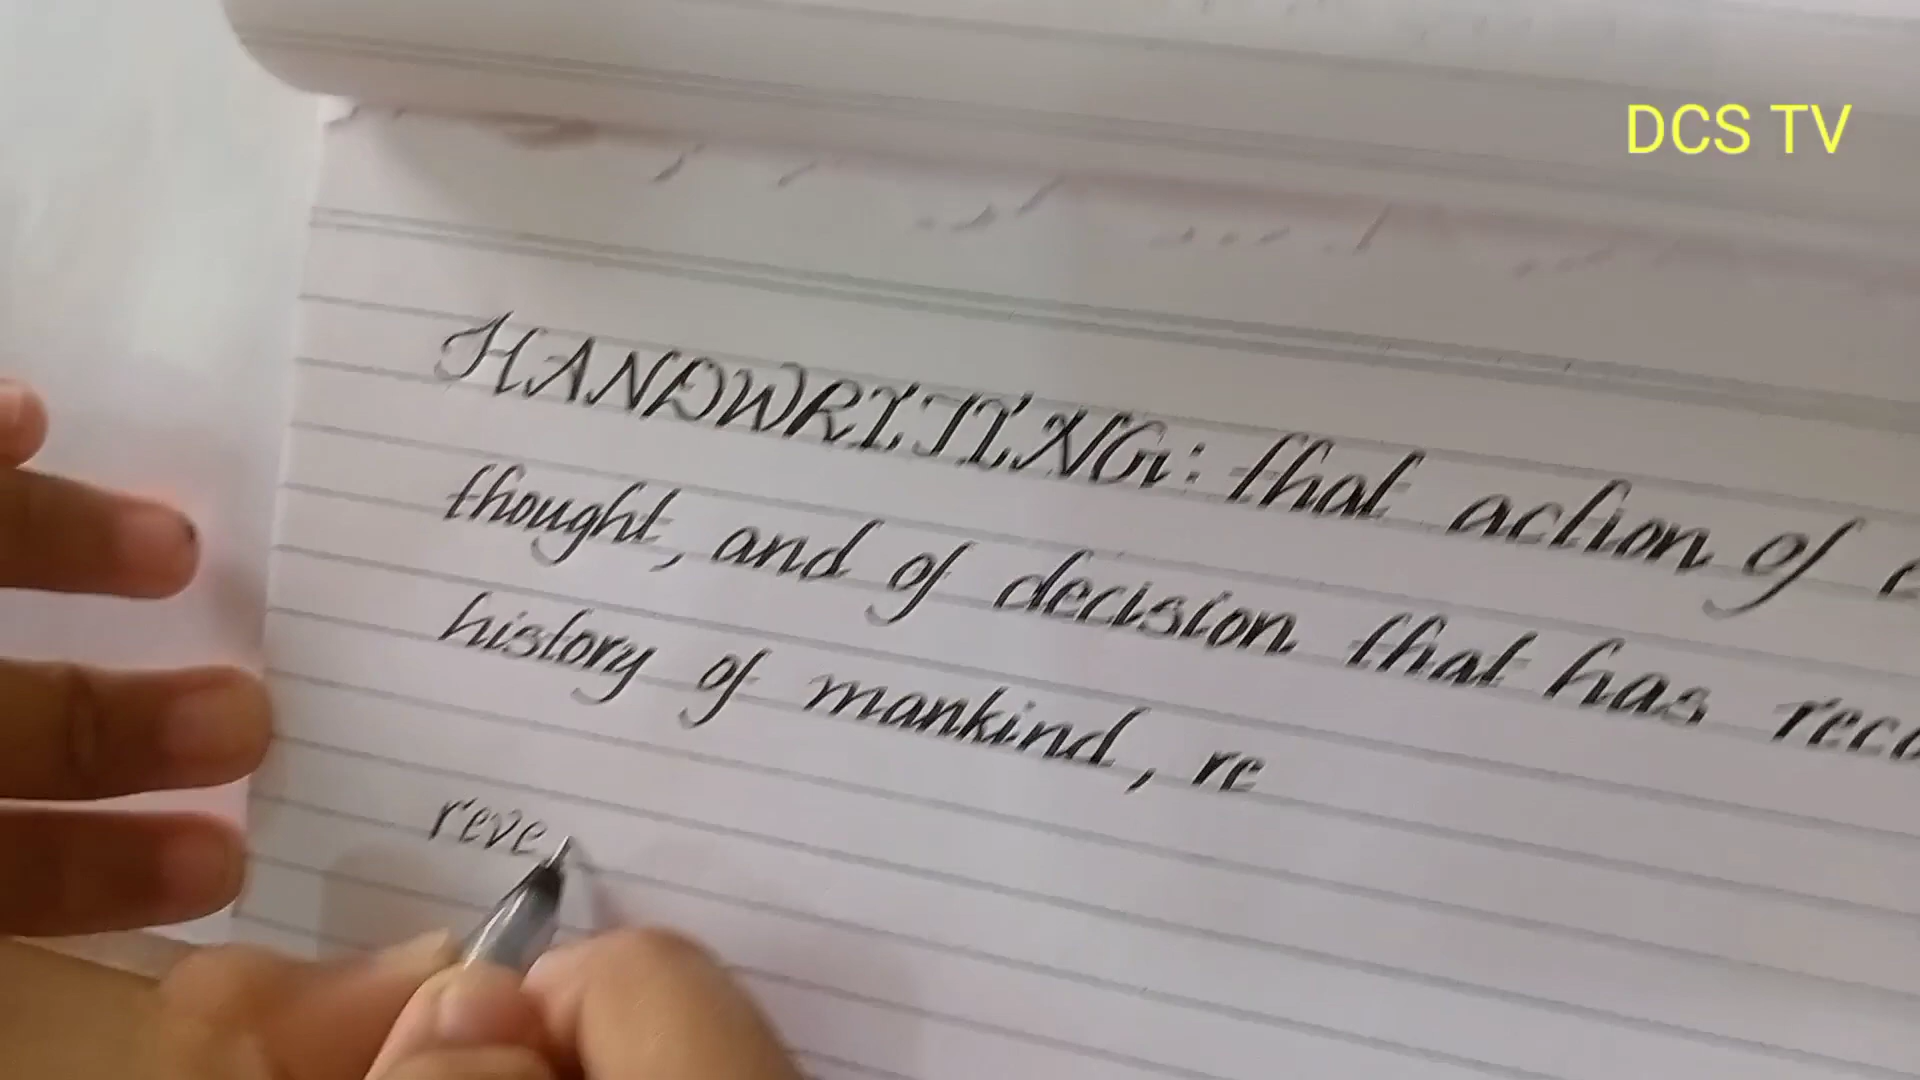 DCS TV
HANDWRITING: that action of
thought, and of decision that has
history of mankind, re
reve